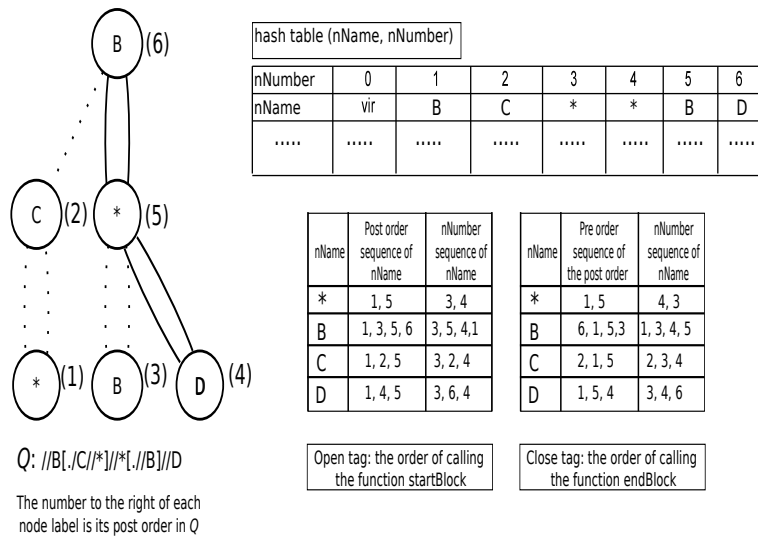 B (6)
C (2) * (5)
* (1) B (3) D (4)
Q: //B[./C//*]//*[.//B]//D
The number to the right of each
node label is its post order in Q
hash table (nName, nNumber)
nNumber 0 1 2 3 4 5 6
nName vir B C * * B D
..... ..... ..... ..... ..... ..... ..... .....
nName Post order sequence of nName nNumber sequence of nName
* 1, 5 3, 4
B 1, 3, 5, 6 3, 5, 4,1
C 1, 2, 5 3, 2, 4
D 1, 4, 5 3, 6, 4
Open tag: the order of calling
the function startBlock
nName Pre order sequence of the post order nNumber sequence of nName
* 1, 5 4, 3
B 6, 1, 5,3 1, 3, 4, 5
C 2, 1, 5 2, 3, 4
D 1, 5, 4 3, 4, 6
Close tag: the order of calling
the function endBlock